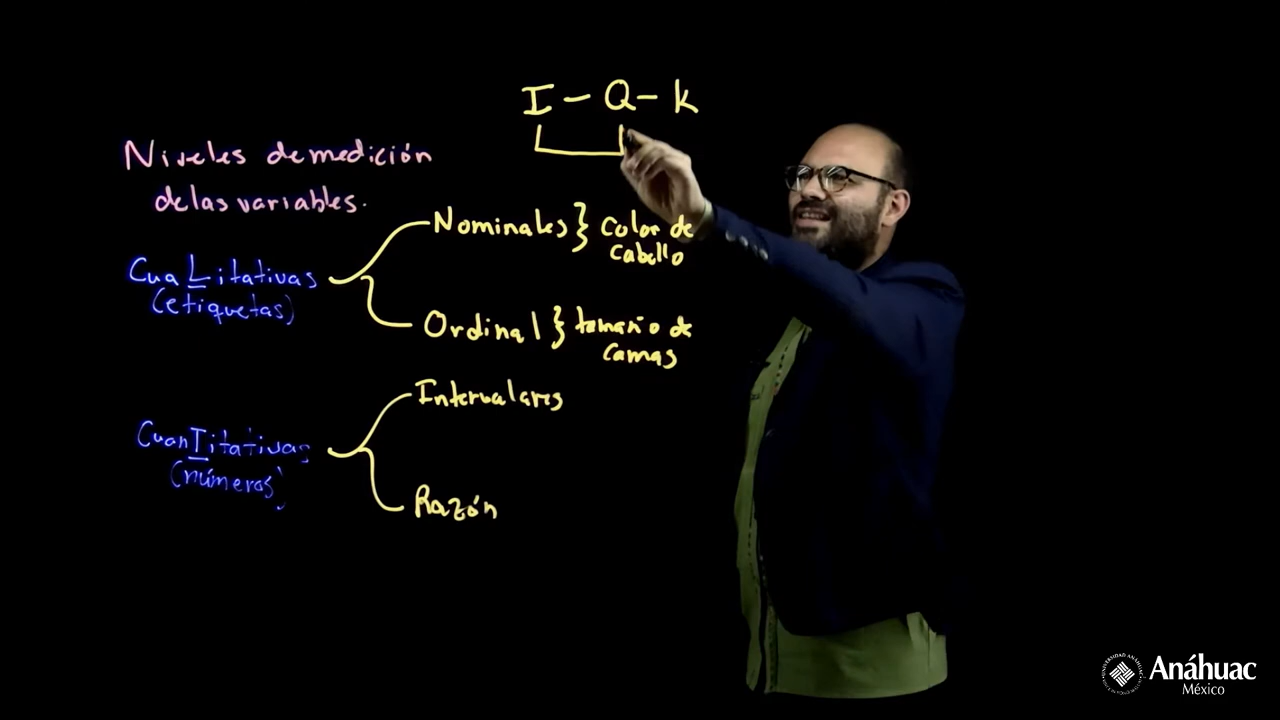 I - Q - K
Niveles de medición
de las variables.
Nominales } color de
cabello
CuaLitativas
(etiquetas)
Ordinal } tamaño de
camas
Intervalares
CuanTitativas
(números)
Razón
Anáhuac
México